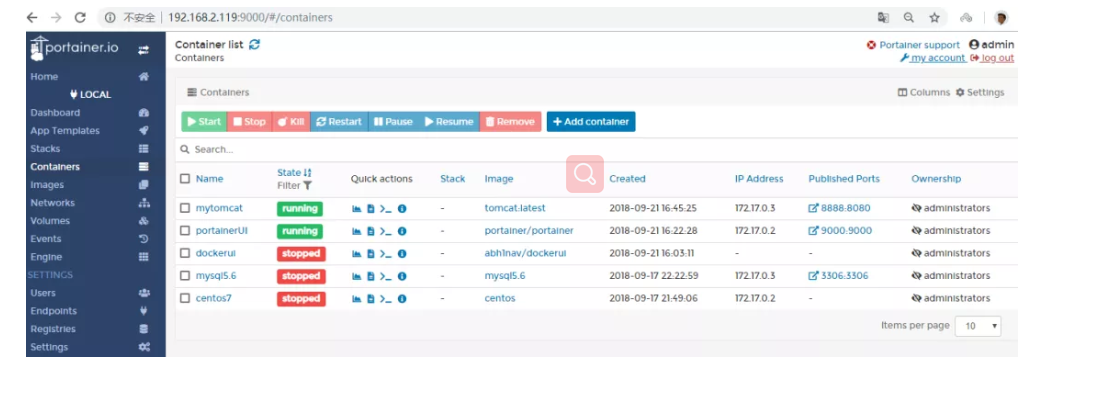 不安全 192.168.2.119:9000/#/containers
portainer.io
Home
LOCAL
Dashboard
App Templates
Stacks
Containers
Images
Networks
Volumes
Events
Engine
SETTINGS
Users
Endpoints
Registries
Settings
Container list
Containers
Portainer support admin
my account log out
Containers Columns Settings
Start Stop Kill Restart Pause Resume Remove Add container
Search...
Name State Filter Quick actions Stack Image Created IP Address Published Ports Ownership
mytomcat running - tomcat:latest 2018-09-21 16:45:25 172.17.0.3 8888:8080 administrators
portainerUI running - portainer/portainer 2018-09-21 16:22:28 172.17.0.2 9000:9000 administrators
dockerui stopped - abh1nav/dockerui 2018-09-21 16:03:11 - - administrators
mysql5.6 stopped - mysql5.6 2018-09-17 22:22:59 172.17.0.3 3306:3306 administrators
centos7 stopped - centos 2018-09-17 21:49:06 172.17.0.2 - administrators
Items per page 10